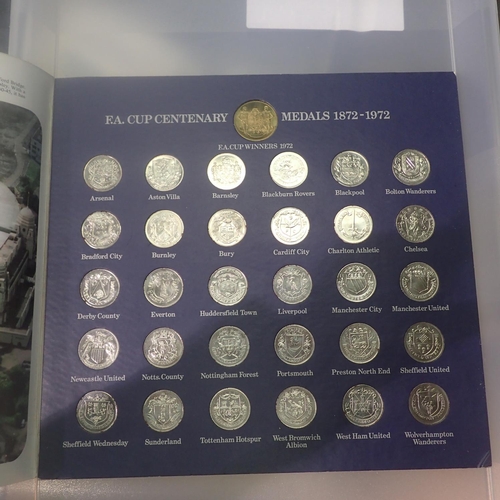 F.A. CUP CENTENARY MEDALS 1872-1972
F.A. CUP WINNERS 1972
Arsenal Aston Villa Barnsley Blackburn Rovers Blackpool Bolton Wanderers
Bradford City Burnley Bury Cardiff City Charlton Athletic Chelsea
Derby County Everton Huddersfield Town Liverpool Manchester City Manchester United
Newcastle United Notts. County Nottingham Forest Portsmouth Preston North End Sheffield United
Sheffield Wednesday Sunderland Tottenham Hotspur West Bromwich Albion West Ham United Wolverhampton Wanderers